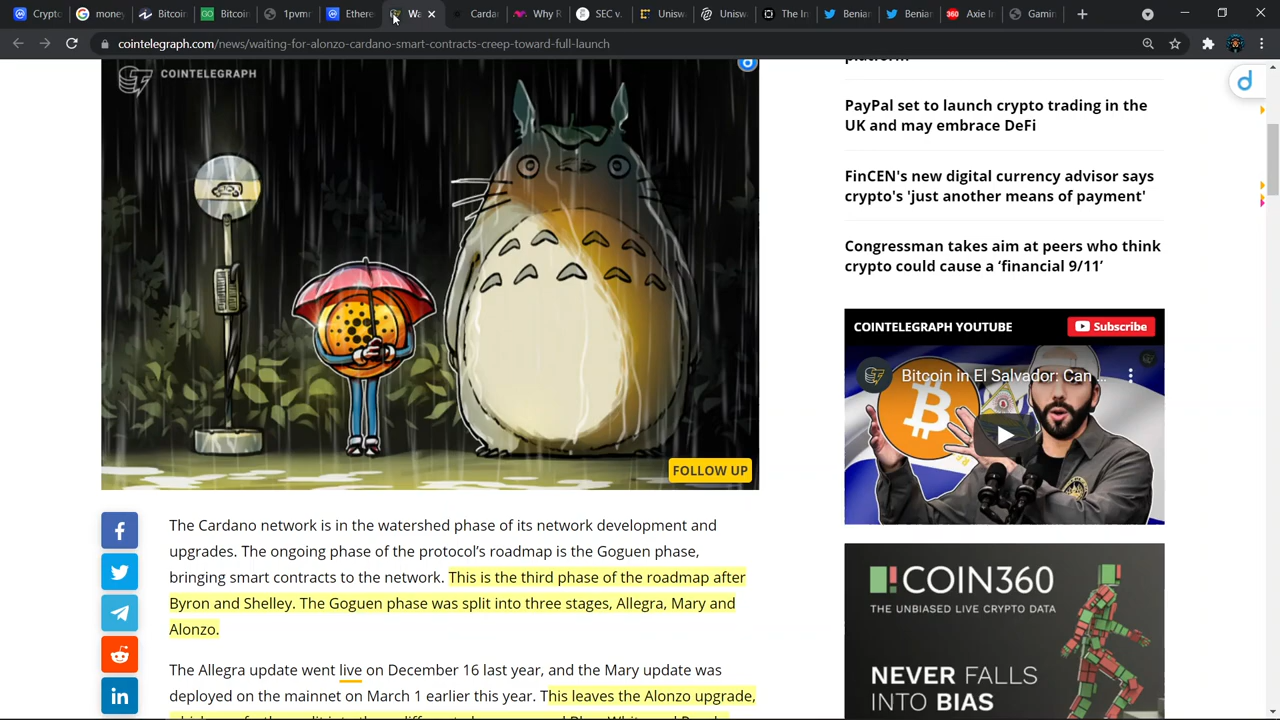 Crypto
money
Bitcoin
Bitcoin
1pvmr
Ethere
Wa
Cardan
Why R
SEC v.
Unisw
Unisw
The In
Benian
Benian
Axie In
Gamin
cointelegraph.com/news/waiting-for-alonzo-cardano-smart-contracts-creep-toward-full-launch
COINTELEGRAPH
FOLLOW UP
The Cardano network is in the watershed phase of its network development and
upgrades. The ongoing phase of the protocol's roadmap is the Goguen phase,
bringing smart contracts to the network. This is the third phase of the roadmap after
Byron and Shelley. The Goguen phase was split into three stages, Allegra, Mary and
Alonzo.
The Allegra update went live on December 16 last year, and the Mary update was
deployed on the mainnet on March 1 earlier this year. This leaves the Alonzo upgrade,
platform
PayPal set to launch crypto trading in the
UK and may embrace DeFi
FinCEN's new digital currency advisor says
crypto's 'just another means of payment'
Congressman takes aim at peers who think
crypto could cause a ‘financial 9/11’
COINTELEGRAPH YOUTUBE
Subscribe
Bitcoin in El Salvador: Can ...
COIN360
THE UNBIASED LIVE CRYPTO DATA
NEVER FALLS
INTO BIAS